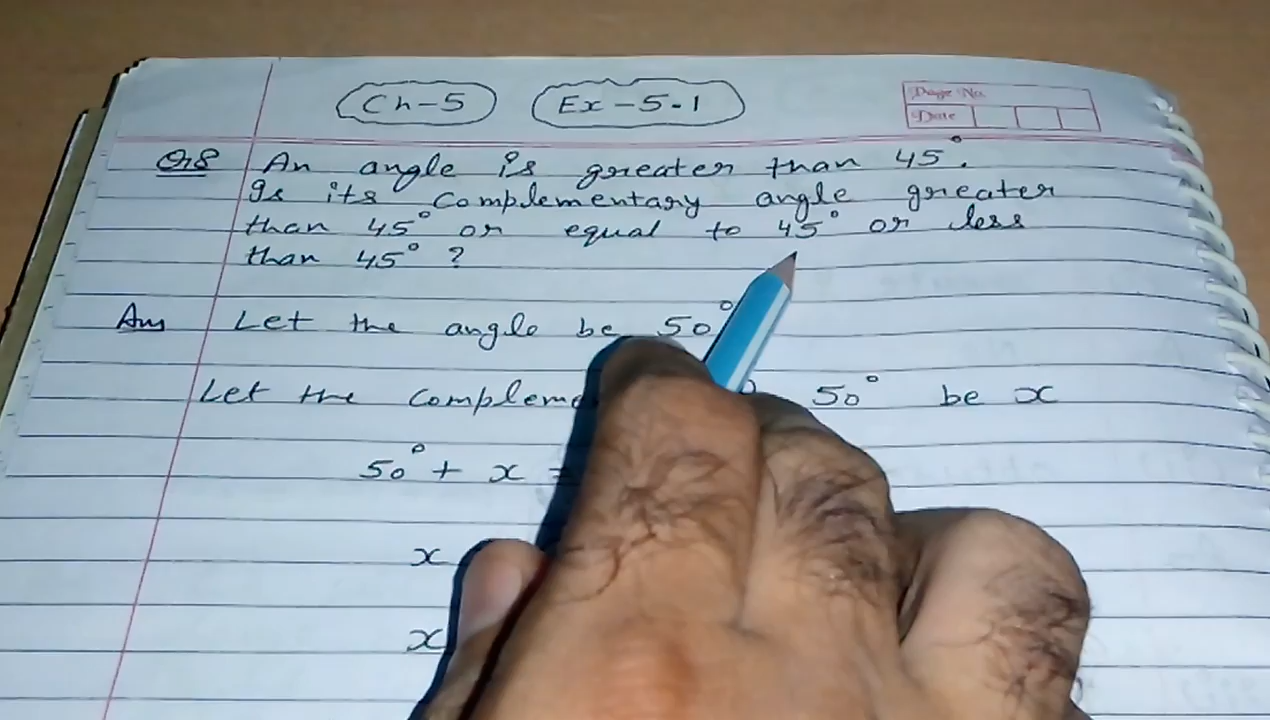 Ch-5 Ex-5.1
Page No.
Date
Q.8 An angle is greater than 45°.
Is its complementary angle greater
than 45° or equal to 45° or less
than 45° ?
Ans Let the angle be 50°
Let the 50° be x
50° + x =
x
x